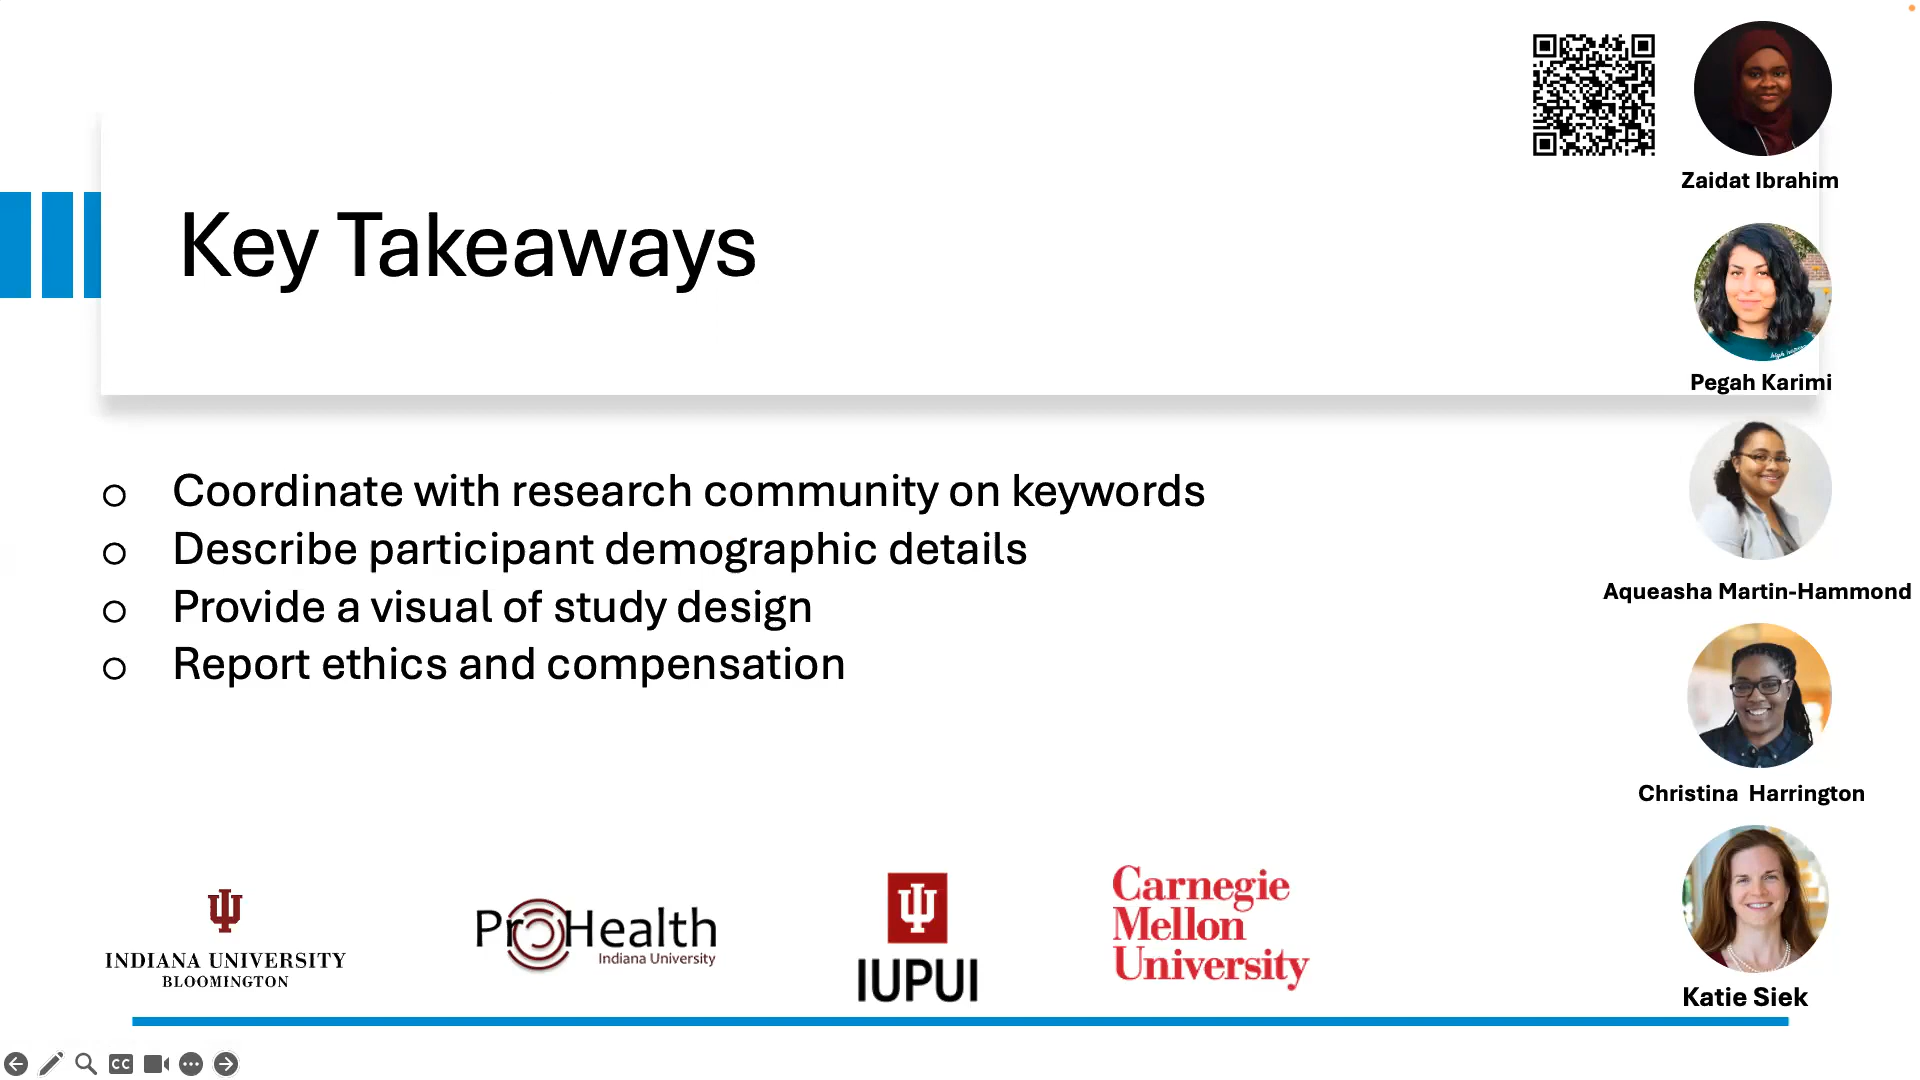 Key Takeaways
Coordinate with research community on keywords
Describe participant demographic details
Provide a visual of study design
Report ethics and compensation
Zaidat Ibrahim
Pegah Karimi
Aqueasha Martin-Hammond
Christina Harrington
Katie Siek
INDIANA UNIVERSITY
BLOOMINGTON
ProHealth
Indiana University
IUPUI
Carnegie
Mellon
University
CC